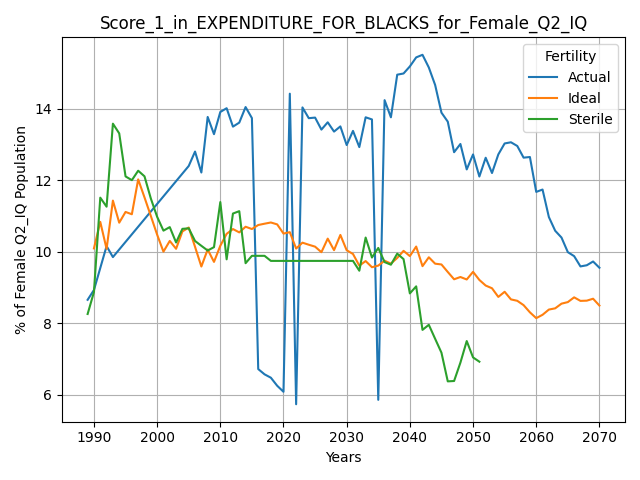 Score_1_in_EXPENDITURE_FOR_BLACKS_for_Female_Q2_IQ
Fertility
Actual
Ideal
Sterile
% of Female Q2_IQ Population
14
12
10
8
6
1990 2000 2010 2020 2030 2040 2050 2060 2070
Years